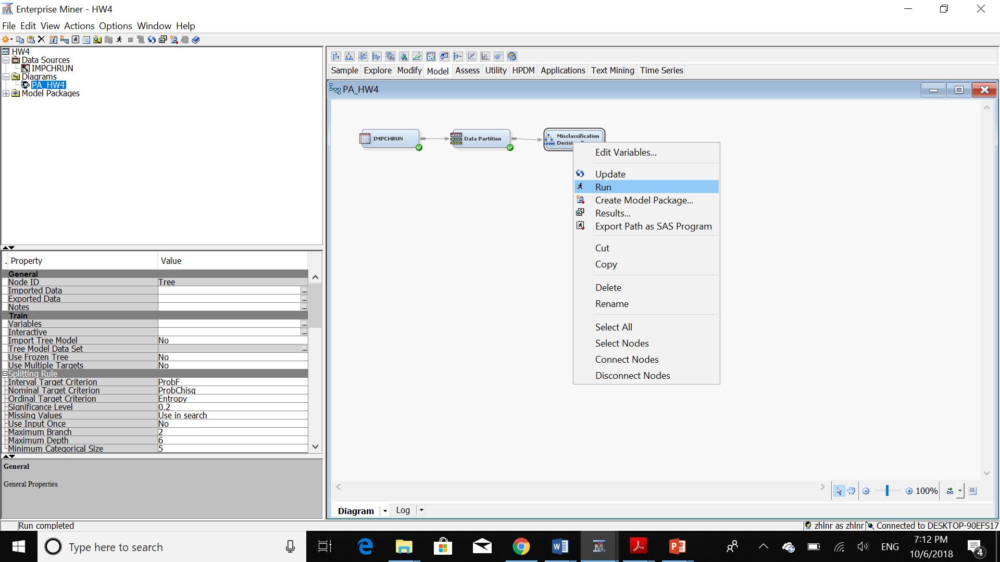 Enterprise Miner - HW4
File Edit View Actions Options Window Help
HW4
Data Sources
IMPCHRUN
Diagrams
PA_HW4
Model Packages
.. Property Value
General
Node ID Tree
Imported Data ...
Exported Data ...
Notes ...
Train
Variables ...
Interactive ...
Import Tree Model No
Tree Model Data Set ...
Use Frozen Tree No
Use Multiple Targets No
Splitting Rule
Interval Target Criterion ProbF
Nominal Target Criterion ProbChisq
Ordinal Target Criterion Entropy
Significance Level 0.2
Missing Values Use in search
Use Input Once No
Maximum Branch 2
Maximum Depth 6
Minimum Categorical Size 5
General
General Properties
Run completed
Sample Explore Modify Model Assess Utility HPDM Applications Text Mining Time Series
PA_HW4
IMPCHRUN
Data Partition
Misclassification
Edit Variables...
Update
Run
Create Model Package...
Results...
Export Path as SAS Program
Cut
Copy
Delete
Rename
Select All
Select Nodes
Connect Nodes
Disconnect Nodes
100%
Diagram Log
zhlnr as zhlnr Connected to DESKTOP-90EFS17
Type here to search
ENG
7:12 PM
10/6/2018
4